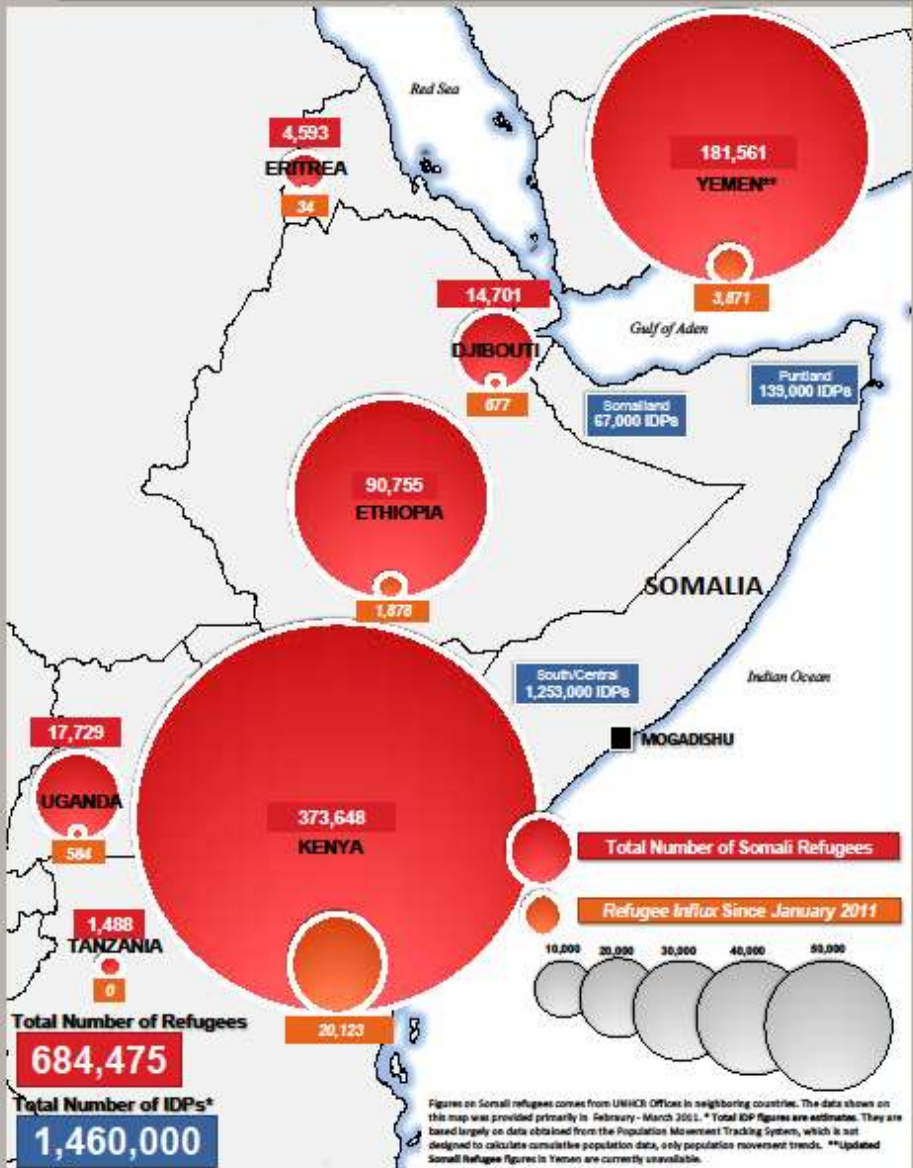 Red Sea
4,593
ERITREA
34
181,561
YEMEN**
3,871
14,701
DJIBOUTI
677
Gulf of Aden
Puntland
139,000 IDPs
Somaliland
67,000 IDPs
90,755
ETHIOPIA
1,878
SOMALIA
South/Central
1,253,000 IDPs
Indian Ocean
MOGADISHU
17,729
UGANDA
584
373,648
KENYA
20,123
1,488
TANZANIA
0
Total Number of Somali Refugees
Refugee Influx Since January 2011
10,000 20,000 30,000 40,000 50,000
Total Number of Refugees
684,475
Total Number of IDPs*
1,460,000
Figures on Somali refugees comes from UNHCR Offices in neighboring countries. The data shown on
this map was provided primarily in February - March 2011. * Total IDP figures are estimates. They are
based largely on data obtained from the Population Movement Tracking System, which is not
designed to calculate cumulative population data, only population movement trends. **Updated
Somali Refugee figures in Yemen are currently unavailable.